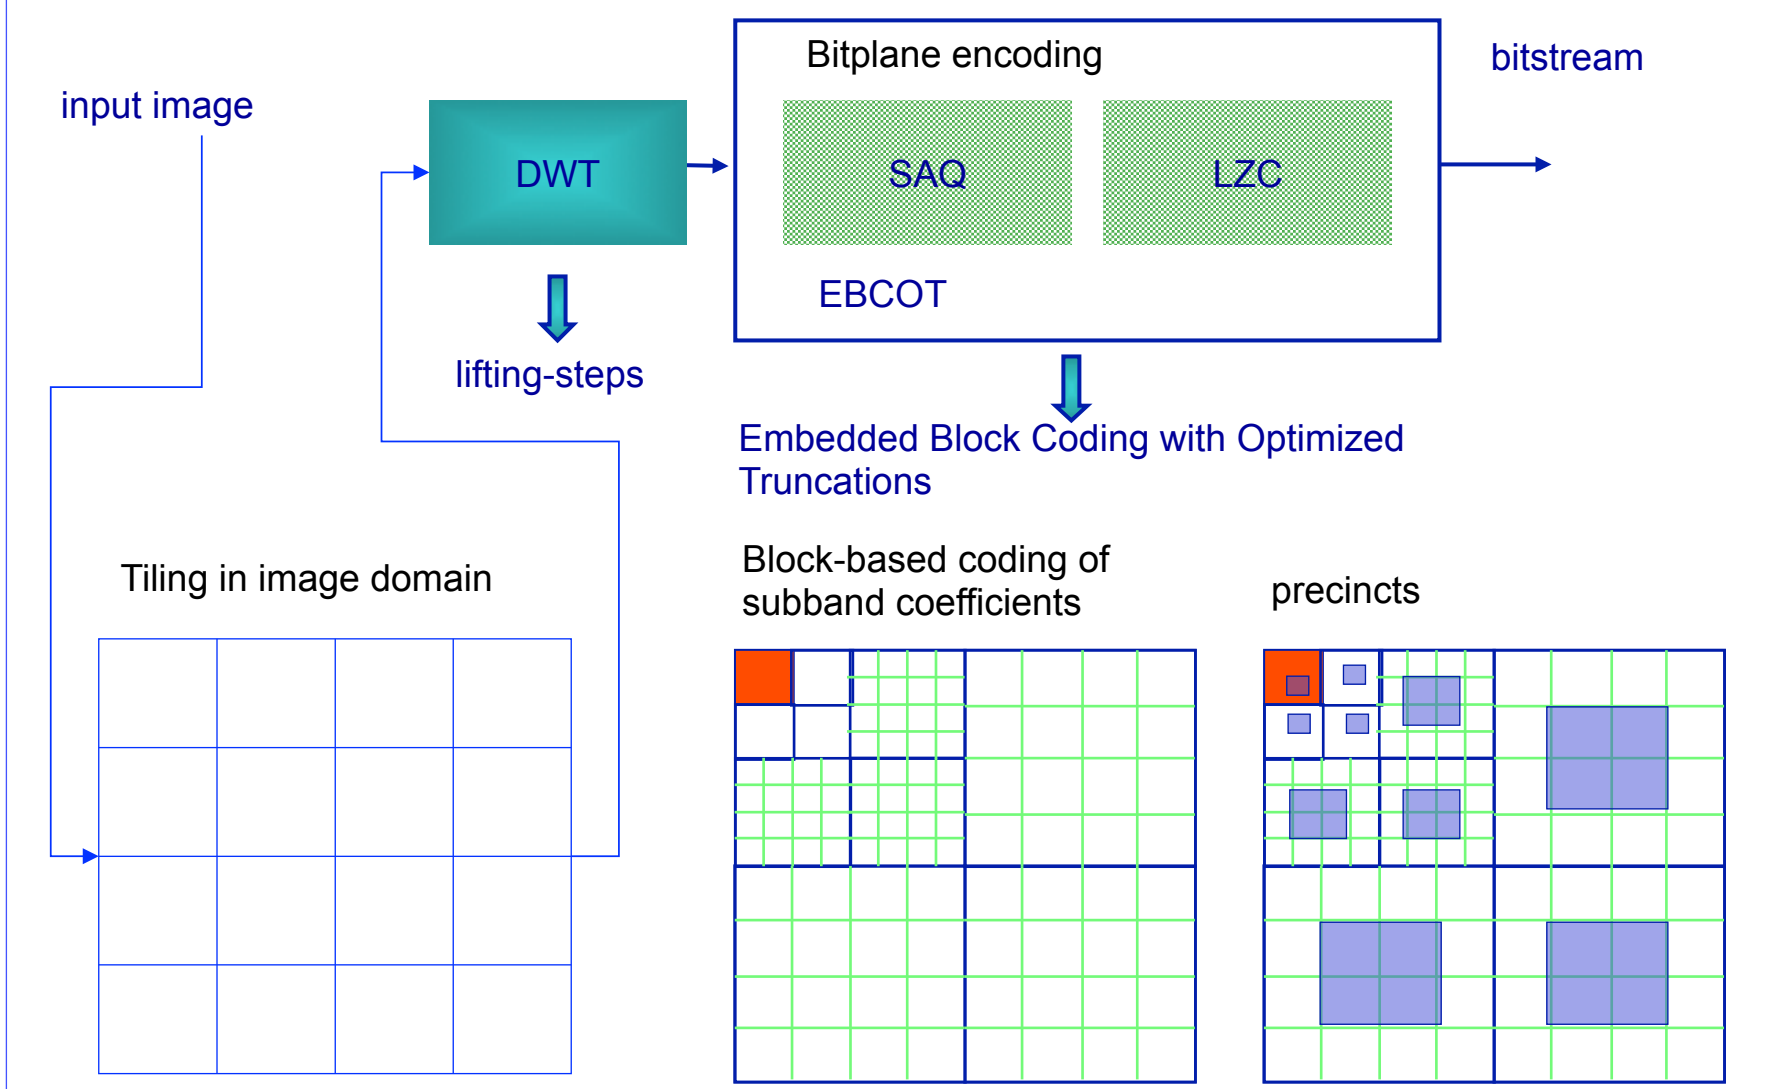 input image
DWT
lifting-steps
Bitplane encoding
SAQ
LZC
EBCOT
bitstream
Embedded Block Coding with Optimized
Truncations
Tiling in image domain
Block-based coding of
subband coefficients
precincts